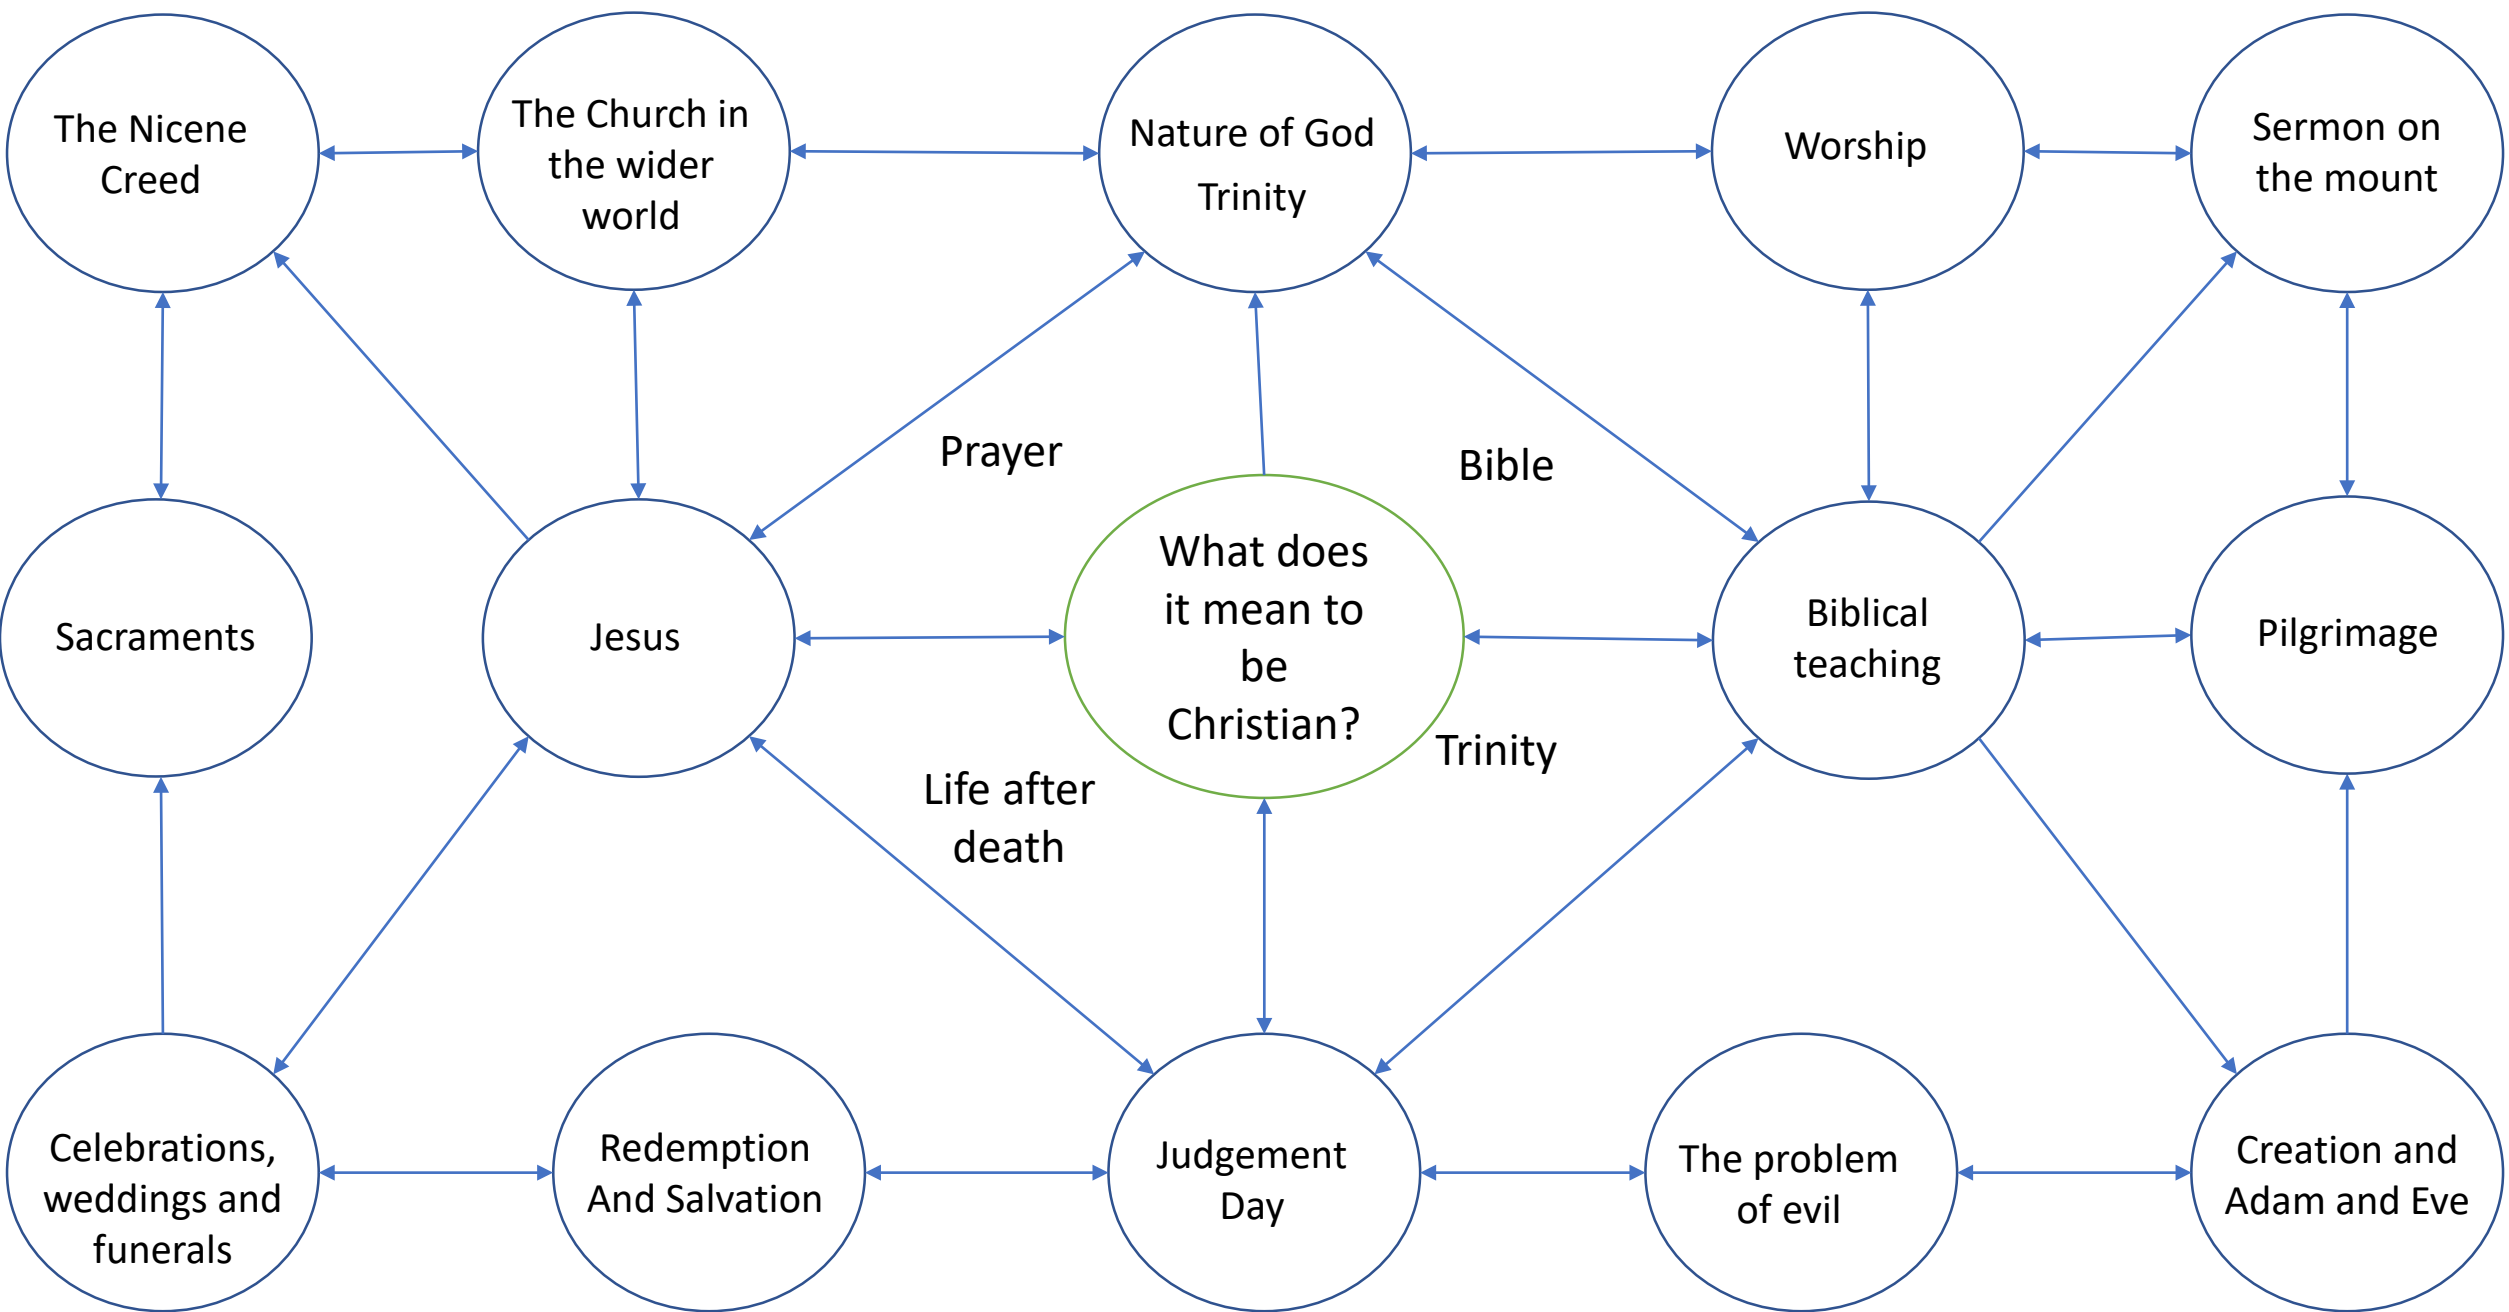 The Nicene
Creed
The Church in
the wider
world
Nature of God
Trinity
Worship
Sermon on
the mount
Prayer
Bible
Sacraments
Jesus
What does
it mean to
be
Christian?
Biblical
teaching
Pilgrimage
Life after
death
Trinity
Celebrations,
weddings and
funerals
Redemption
And Salvation
Judgement
Day
The problem
of evil
Creation and
Adam and Eve